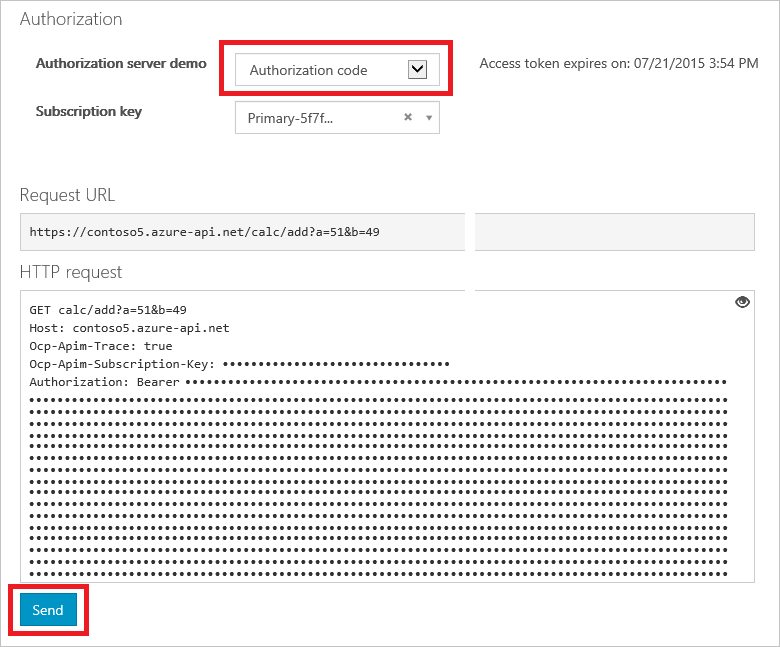 Authorization
Authorization server demo Authorization code Access token expires on: 07/21/2015 3:54 PM
Subscription key Primary-5f7f... ×
Request URL
https://contoso5.azure-api.net/calc/add?a=51&b=49
HTTP request
GET calc/add?a=51&b=49
Host: contoso5.azure-api.net
Ocp-Apim-Trace: true
Ocp-Apim-Subscription-Key: ••••••••••••••••••••••••••••••••
Authorization: Bearer
Send